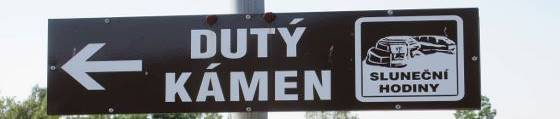 DUTÝ
KÁMEN
SLUNEČNÍ
HODINY